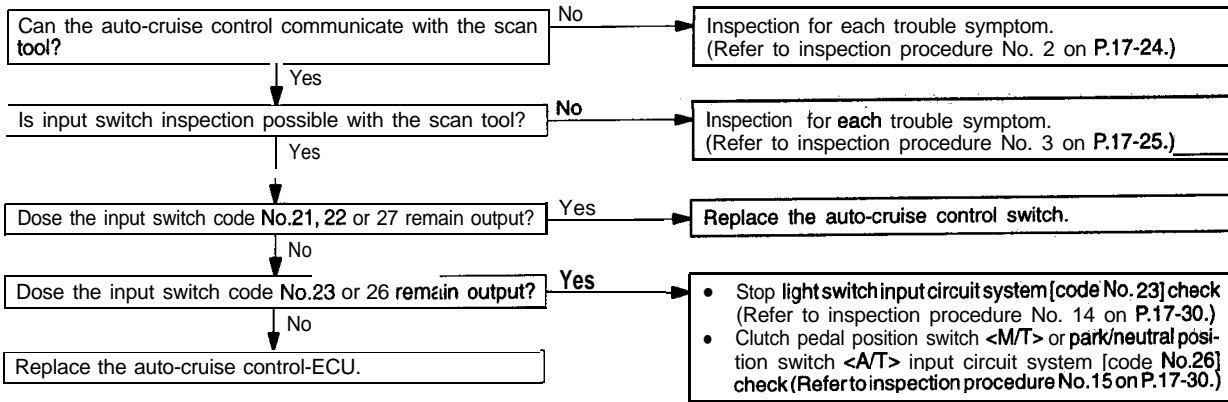 Can the auto-cruise control communicate with the scan
tool?
No
Inspection for each trouble symptom.
(Refer to inspection procedure No. 2 on P.17-24.)
Yes
Is input switch inspection possible with the scan tool?
No
Inspection for each trouble symptom.
(Refer to inspection procedure No. 3 on P.17-25.)
Yes
Dose the input switch code No.21, 22 or 27 remain output?
Yes
Replace the auto-cruise control switch.
No
Dose the input switch code No.23 or 26 remain output?
Yes
• Stop light switch input circuit system [code No. 23] check
(Refer to inspection procedure No. 14 on P.17-30.)
• Clutch pedal position switch <M/T> or park/neutral posi-
tion switch <A/T> input circuit system [code No.26]
check (Refer to inspection procedure No. 15 on P.17-30.)
No
Replace the auto-cruise control-ECU.